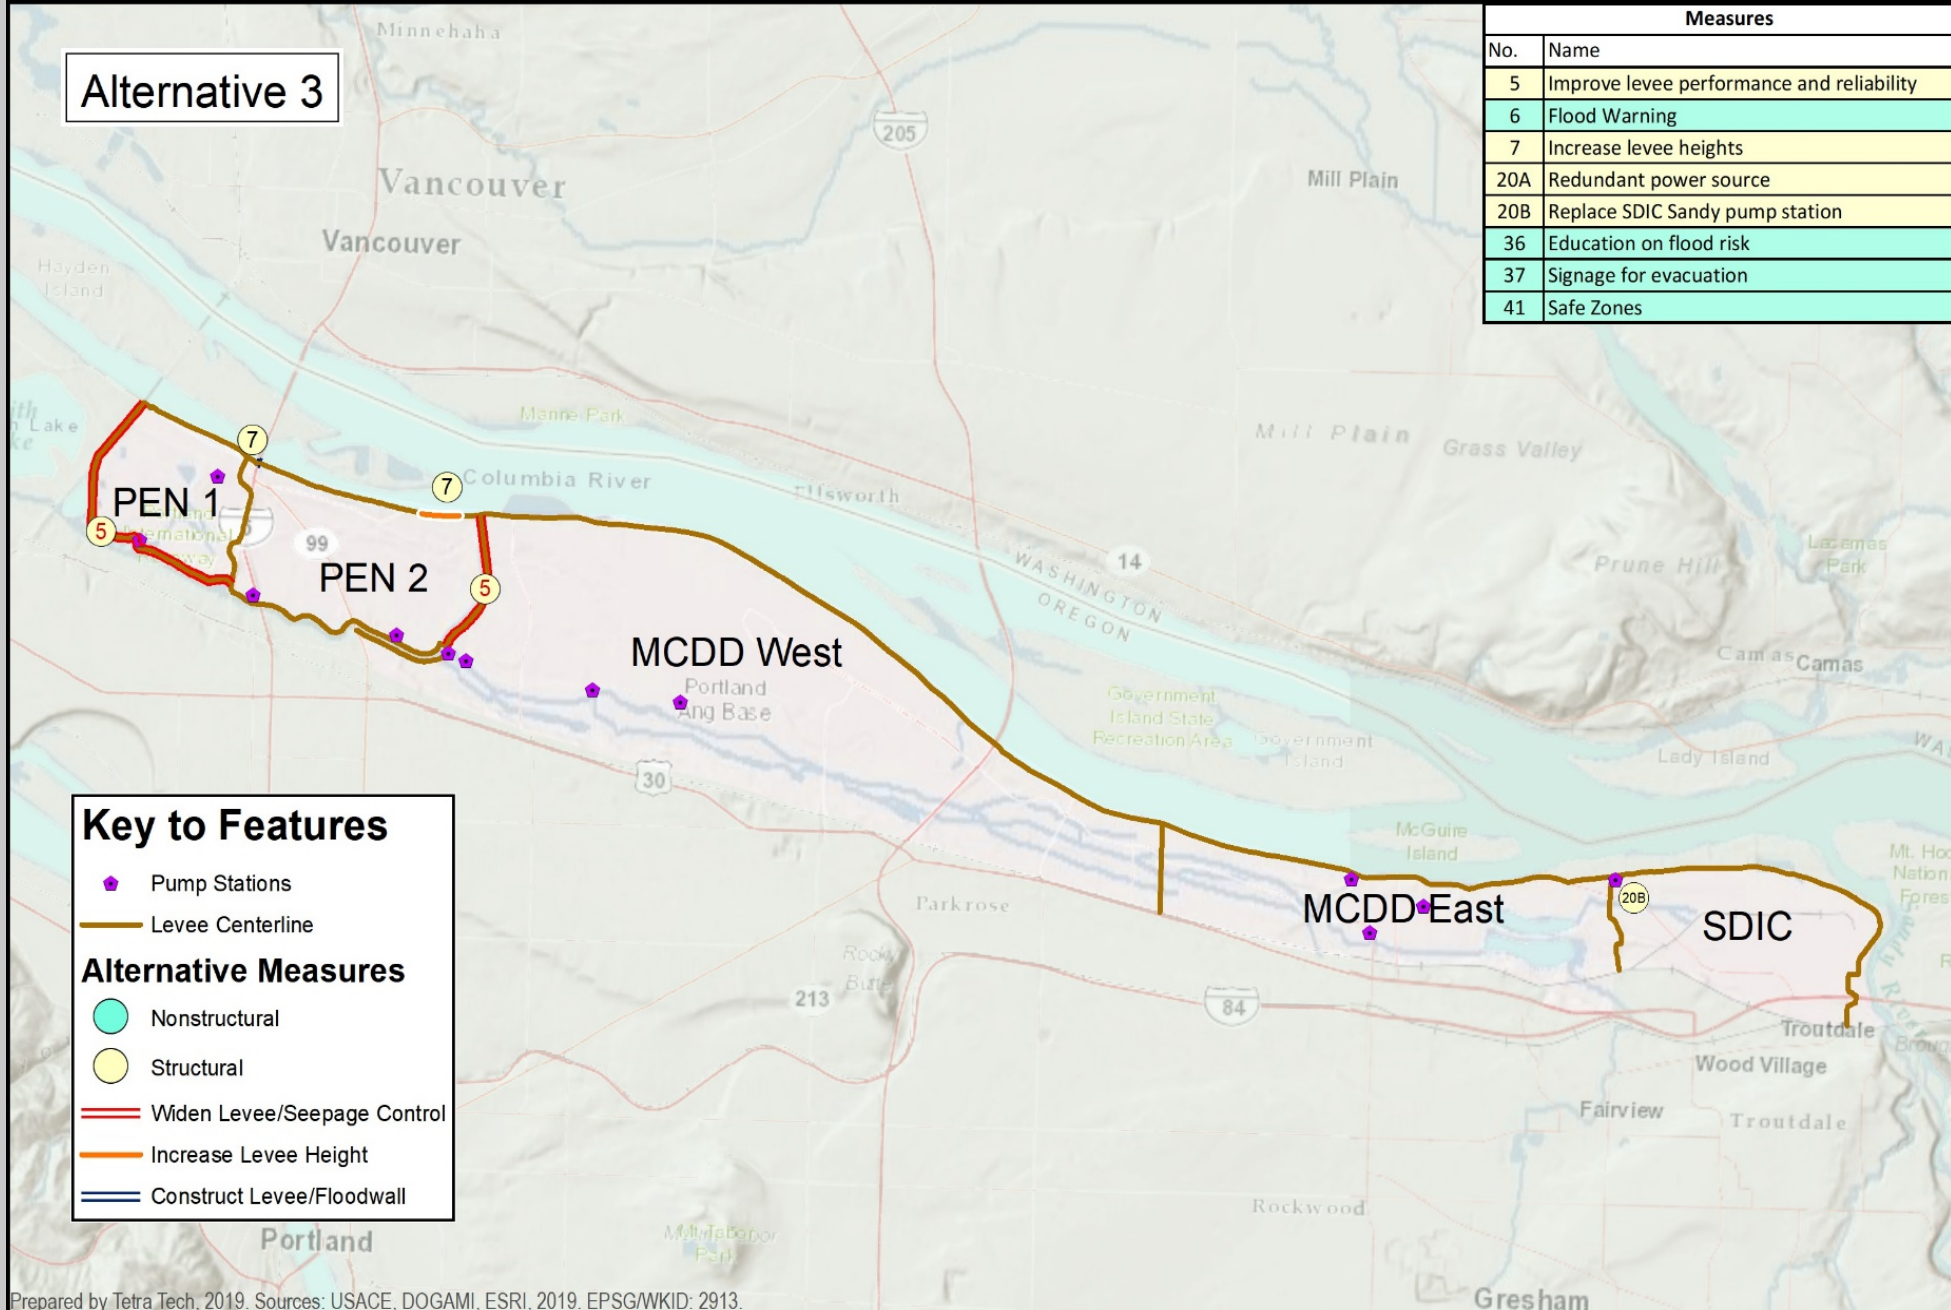 Alternative 3
Measures
No. Name
5 Improve levee performance and reliability
6 Flood Warning
7 Increase levee heights
20A Redundant power source
20B Replace SDIC Sandy pump station
36 Education on flood risk
37 Signage for evacuation
41 Safe Zones
Minnehaha
205
Mill Plain
Vancouver
Vancouver
Hayden
Island
Marine Park
Lake
Mill Plain
Grass Valley
7
7
Columbia River
Ellsworth
PEN 1
5
99
14
WASHINGTON
OREGON
Prune Hill
Lacamas
Park
PEN 2
5
MCDD West
Portland
Ang Base
Camas
Camas
Government
Island State
Recreation Area
Government
Island
Lady Island
30
McGuire
Island
Parkrose
MCDD East
20B
SDIC
Rocky
Butte
213
84
Troutdale
Wood Village
Fairview
Troutdale
Rockwood
Portland
Park
Gresham
Key to Features
Pump Stations
Levee Centerline
Alternative Measures
Nonstructural
Structural
Widen Levee/Seepage Control
Increase Levee Height
Construct Levee/Floodwall
Prepared by Tetra Tech, 2019. Sources: USACE, DOGAMI, ESRI, 2019. EPSG/WKID: 2913.